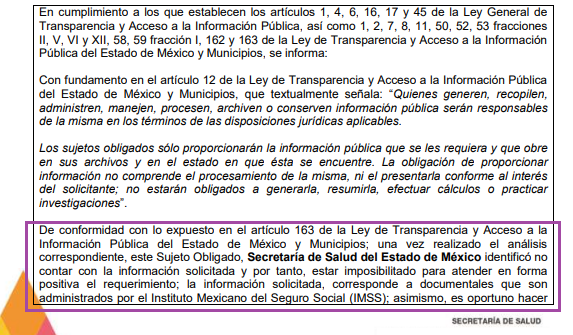 En cumplimiento a los que establecen los artículos 1, 4, 6, 16, 17 y 45 de la Ley General de
Transparencia y Acceso a la Información Pública, así como 1, 2, 7, 8, 11, 50, 52, 53 fracciones
II, V, VI y XII, 58, 59 fracción I, 162 y 163 de la Ley de Transparencia y Acceso a la Información
Pública del Estado de México y Municipios, se informa:
Con fundamento en el artículo 12 de la Ley de Transparencia y Acceso a la Información Pública
del Estado de México y Municipios, que textualmente señala: “Quienes generen, recopilen,
administren, manejen, procesen, archiven o conserven información pública serán responsables
de la misma en los términos de las disposiciones jurídicas aplicables.
Los sujetos obligados sólo proporcionarán la información pública que se les requiera y que obre
en sus archivos y en el estado en que ésta se encuentre. La obligación de proporcionar
información no comprende el procesamiento de la misma, ni el presentarla conforme al interés
del solicitante; no estarán obligados a generarla, resumirla, efectuar cálculos o practicar
investigaciones”.
De conformidad con lo expuesto en el artículo 163 de la Ley de Transparencia y Acceso a la
Información Pública del Estado de México y Municipios; una vez realizado el análisis
correspondiente, este Sujeto Obligado, Secretaría de Salud del Estado de México identificó no
contar con la información solicitada y por tanto, estar imposibilitado para atender en forma
positiva el requerimiento; la información solicitada, corresponde a documentales que son
administrados por el Instituto Mexicano del Seguro Social (IMSS); asimismo, es oportuno hacer
SECRETARÍA DE SALUD